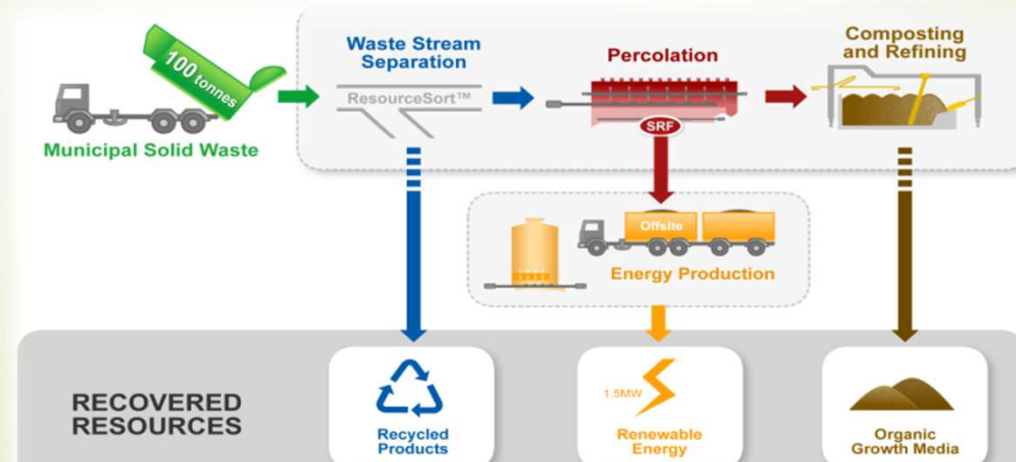 100 tonnes
Municipal Solid Waste
Waste Stream
Separation
ResourceSort™
Percolation
SRF
Composting
and Refining
Offsite
Energy Production
RECOVERED
RESOURCES
Recycled
Products
1.5MW
Renewable
Energy
Organic
Growth Media